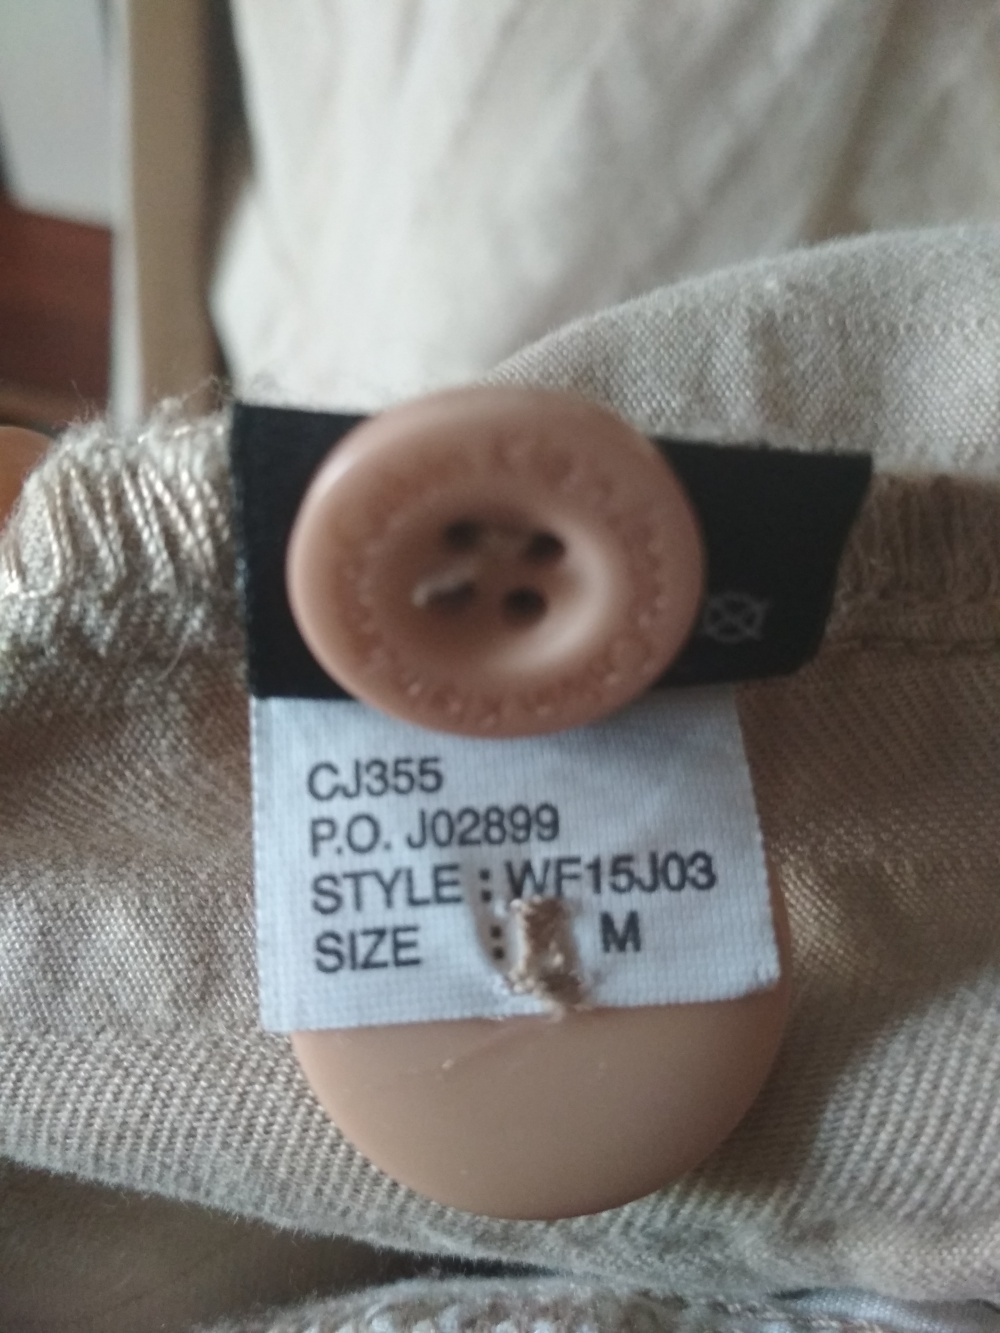 CJ355
P.O. J02899
STYLE : WF15J03
SIZE : M